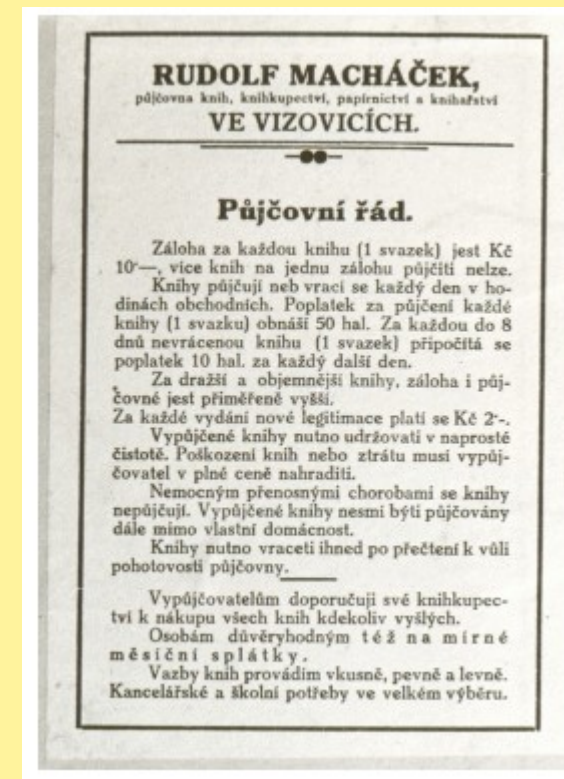 RUDOLF MACHÁČEK,
půjčovna knih, knihkupectví, papírnictví a knihařství
VE VIZOVICÍCH.
Půjčovní řád.
Záloha za každou knihu (1 svazek) jest Kč
10·—, více knih na jednu zálohu půjčiti nelze.
Knihy půjčují neb vrací se každý den v ho-
dinách obchodních. Poplatek za půjčení každé
knihy (1 svazku) obnáší 50 hal. Za každou do 8
dnů nevrácenou knihu (1 svazek) připočítá se
poplatek 10 hal. za každý další den.
Za dražší a objemnější knihy, záloha i půj-
čovné jest přiměřeně vyšší.
Za každé vydání nové legitimace platí se Kč 2·-.
Vypůjčené knihy nutno udržovati v naprosté
čistotě. Poškození knih nebo ztrátu musí vypůj-
čovatel v plné ceně nahraditi.
Nemocným přenosnými chorobami se knihy
nepůjčují. Vypůjčené knihy nesmí býti půjčovány
dále mimo vlastní domácnost.
Knihy nutno vraceti ihned po přečtení k vůli
pohotovosti půjčovny.
Vypůjčovatelům doporučuji své knihkupec-
tví k nákupu všech knih kdekoliv vyšlých.
Osobám důvěryhodným též na mírné
měsíční splátky.
Vazby knih provádím vkusně, pevně a levně.
Kancelářské a školní potřeby ve velkém výběru.